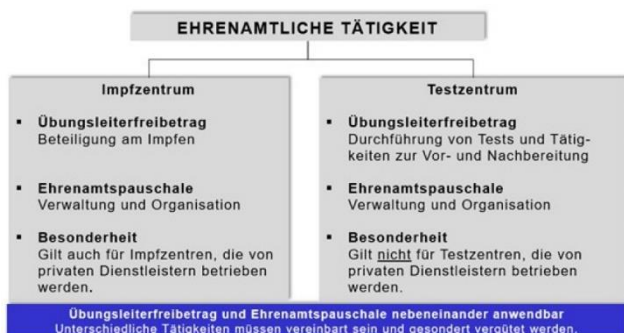 EHRENAMTLICHE TÄTIGKEIT
Impfzentrum
▪ Übungsleiterfreibetrag
Beteiligung am Impfen
▪ Ehrenamtspauschale
Verwaltung und Organisation
▪ Besonderheit
Gilt auch für Impfzentren, die von
privaten Dienstleistern betrieben
werden.
Testzentrum
▪ Übungsleiterfreibetrag
Durchführung von Tests und Tätig-
keiten zur Vor- und Nachbereitung
▪ Ehrenamtspauschale
Verwaltung und Organisation
▪ Besonderheit
Gilt nicht für Testzentren, die von
privaten Dienstleistern betrieben
werden.
Übungsleiterfreibetrag und Ehrenamtspauschale nebeneinander anwendbar
Unterschiedliche Tätigkeiten müssen vereinbart sein und gesondert vergütet werden.